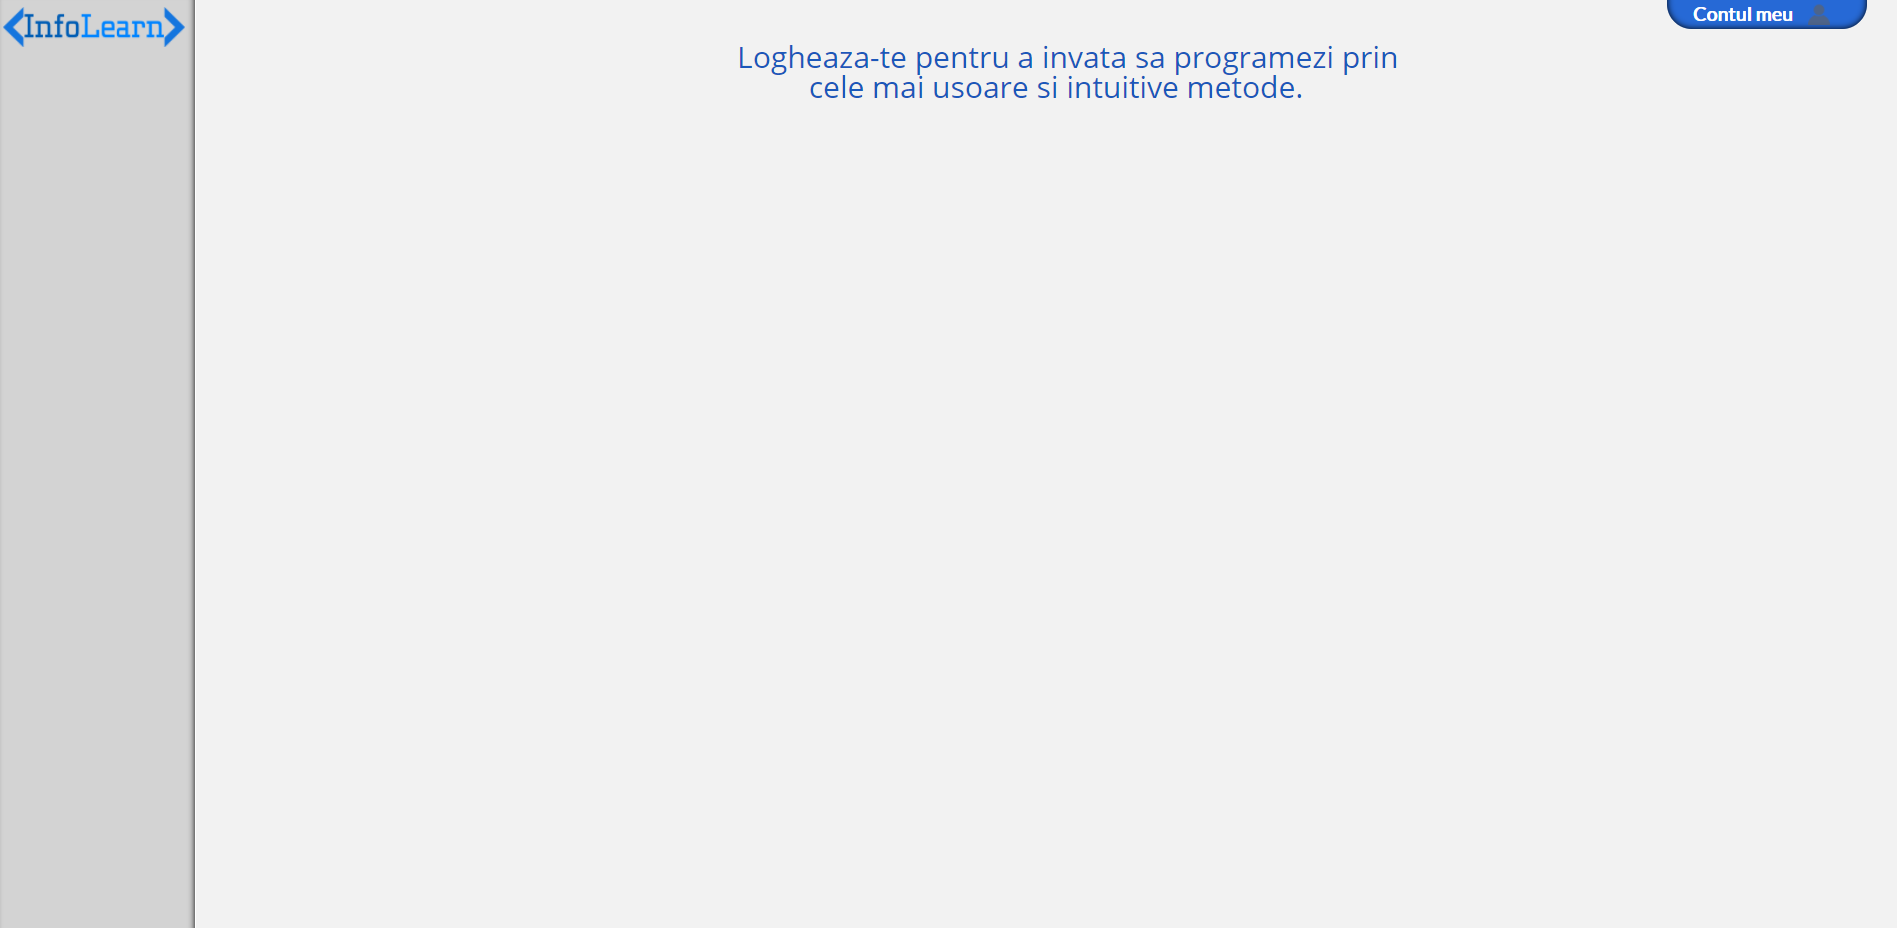 <InfoLearn>
Contul meu
Logheaza-te pentru a invata sa programezi prin
cele mai usoare si intuitive metode.